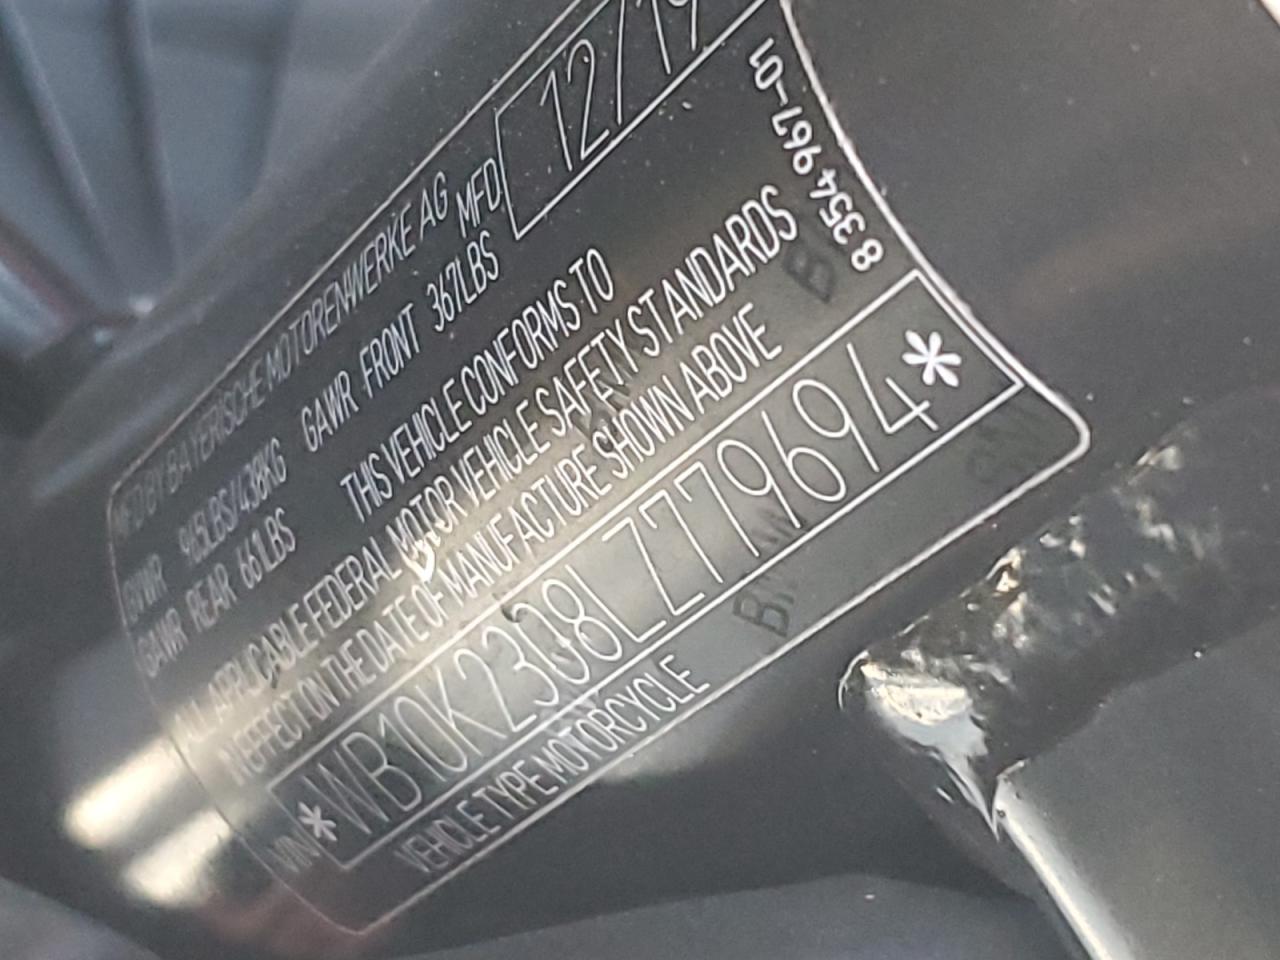 MFD BY BAYERISCHE MOTORENWERKE AG
MFD 12/19
GVWR 965LBS/438KG GAWR FRONT 367LBS
GAWR REAR 661LBS
THIS VEHICLE CONFORMS TO
ALL APPLICABLE FEDERAL MOTOR VEHICLE SAFETY STANDARDS
IN EFFECT ON THE DATE OF MANUFACTURE SHOWN ABOVE
VIN *WB10K2308LZ779694*
VEHICLE TYPE MOTORCYCLE
8 354 967-01